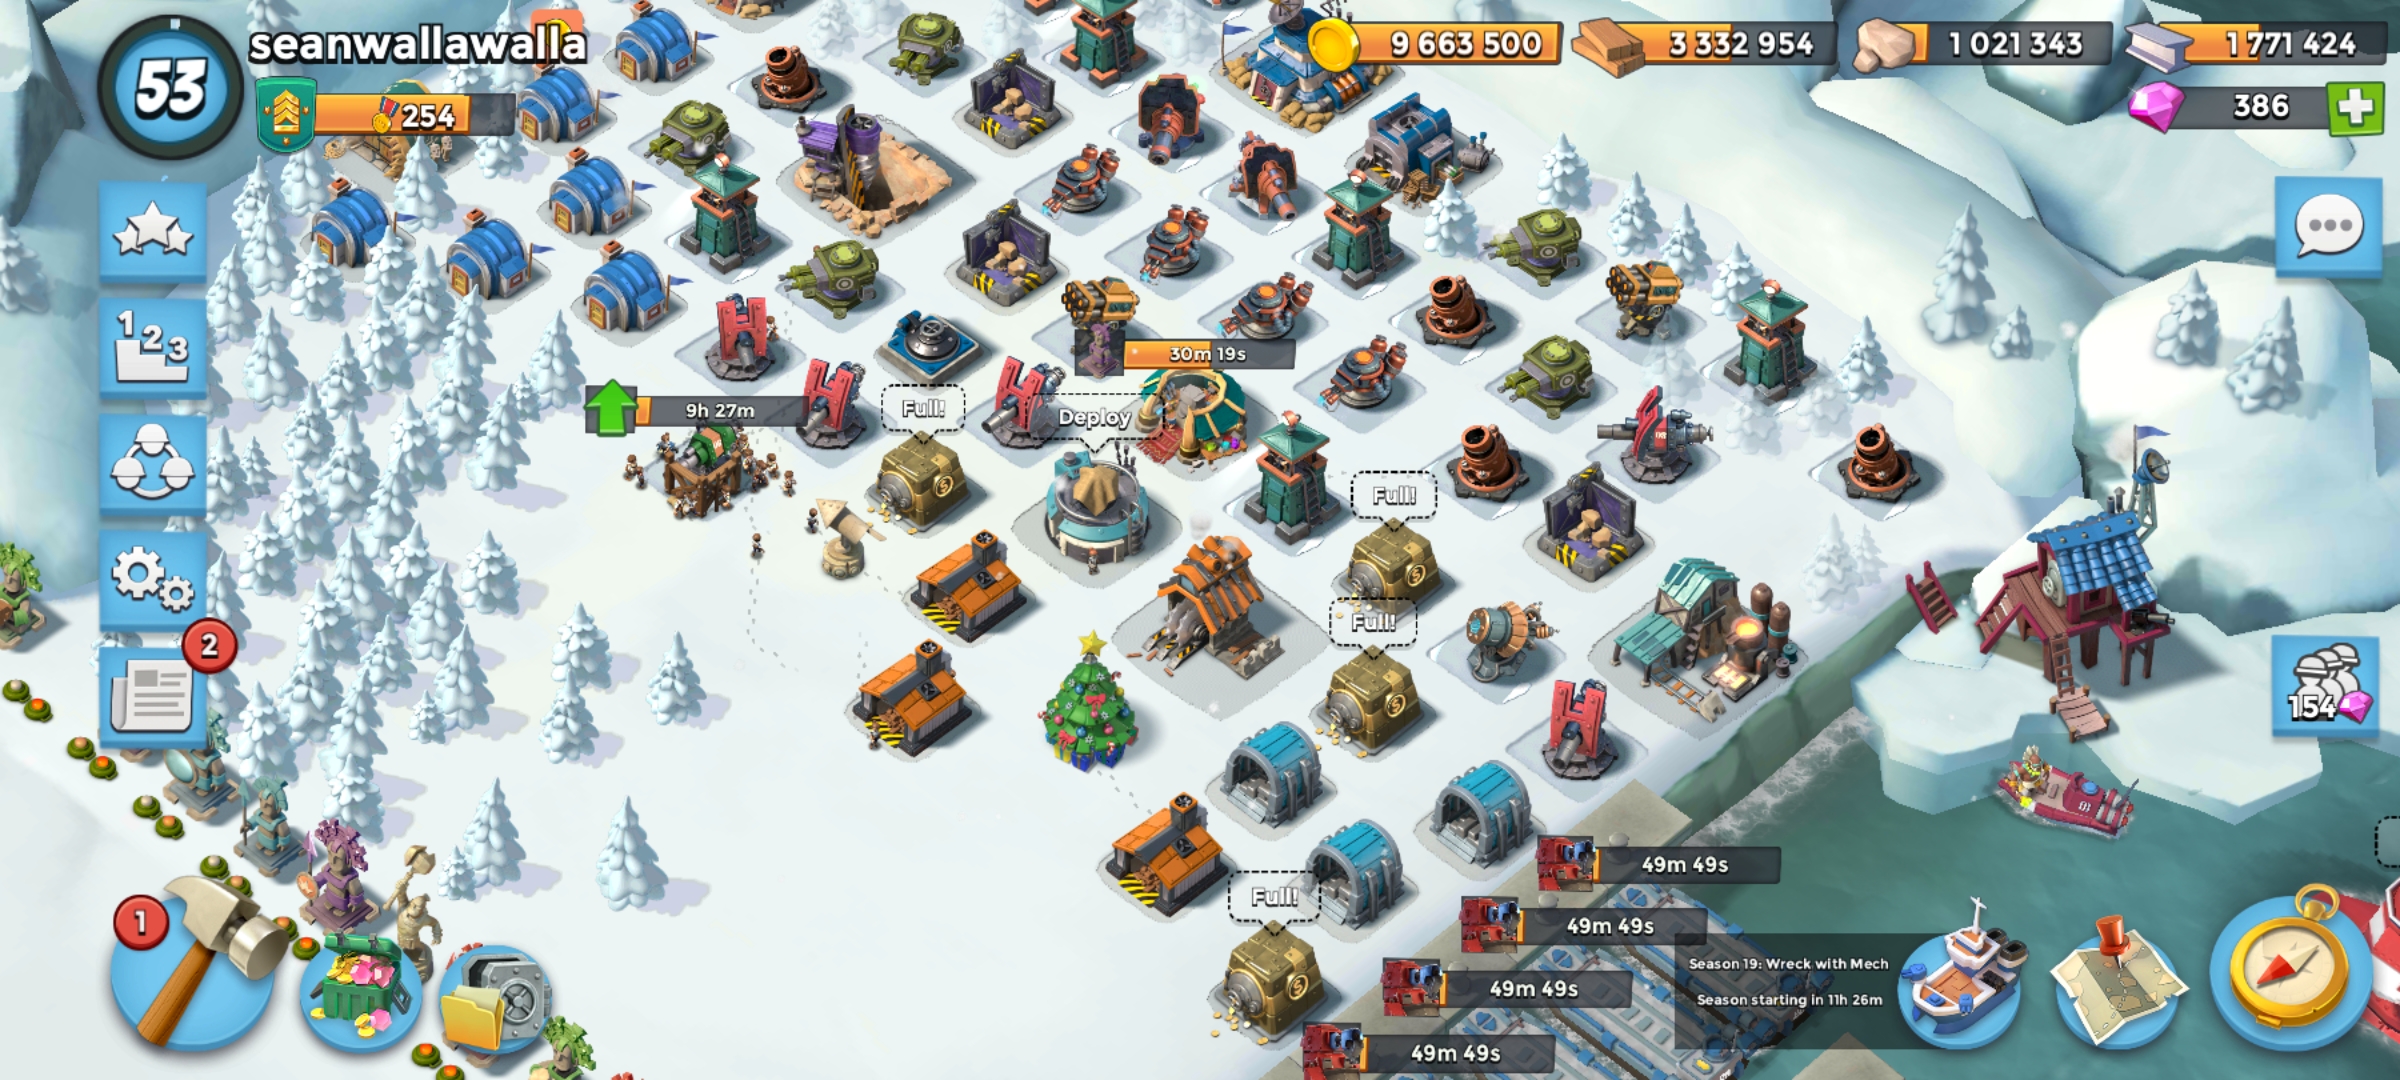 53
seanwallawalla
254
9 663 500
3 332 954
1 021 343
1 771 424
386
123
30m 19s
9h 27m
Full!
Deploy
Full!
Full!
2
154
49m 49s
1
Full!
49m 49s
49m 49s
49m 49s
Season 19: Wreck with Mech
Season starting in 11h 26m